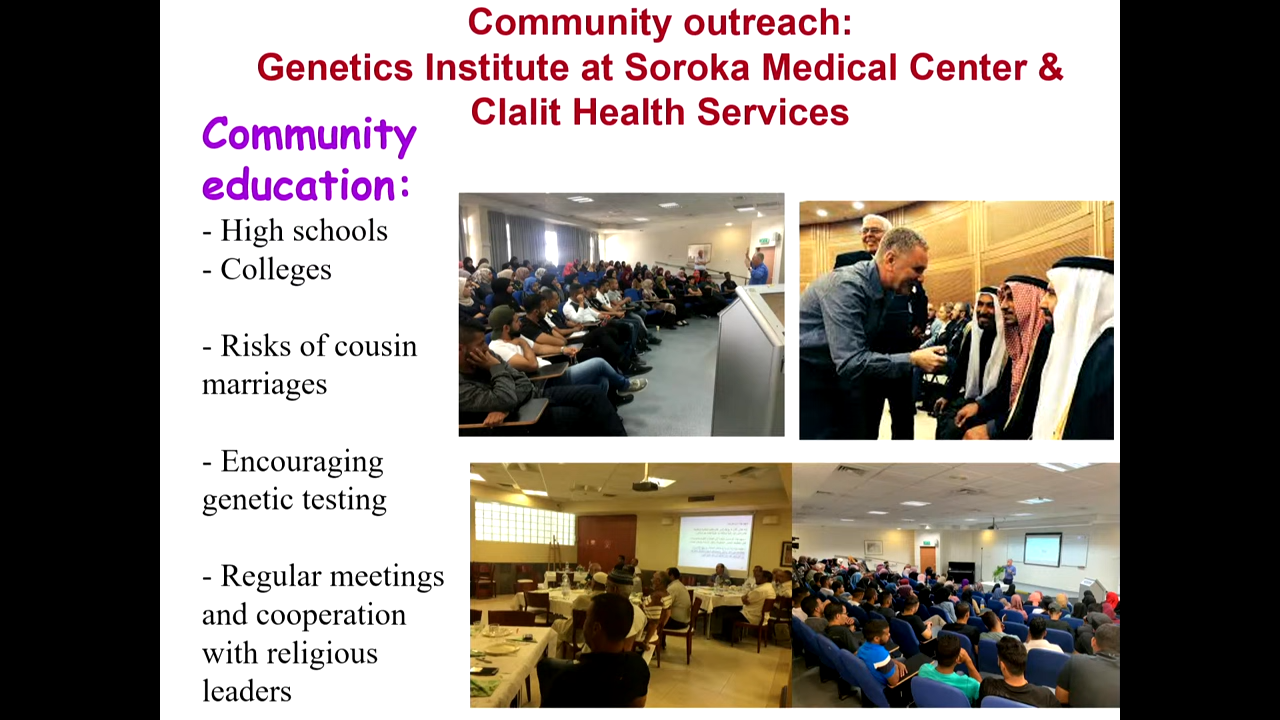 Community outreach:
Genetics Institute at Soroka Medical Center &
Clalit Health Services
Community
education:
- High schools
- Colleges
- Risks of cousin
marriages
- Encouraging
genetic testing
- Regular meetings
and cooperation
with religious
leaders